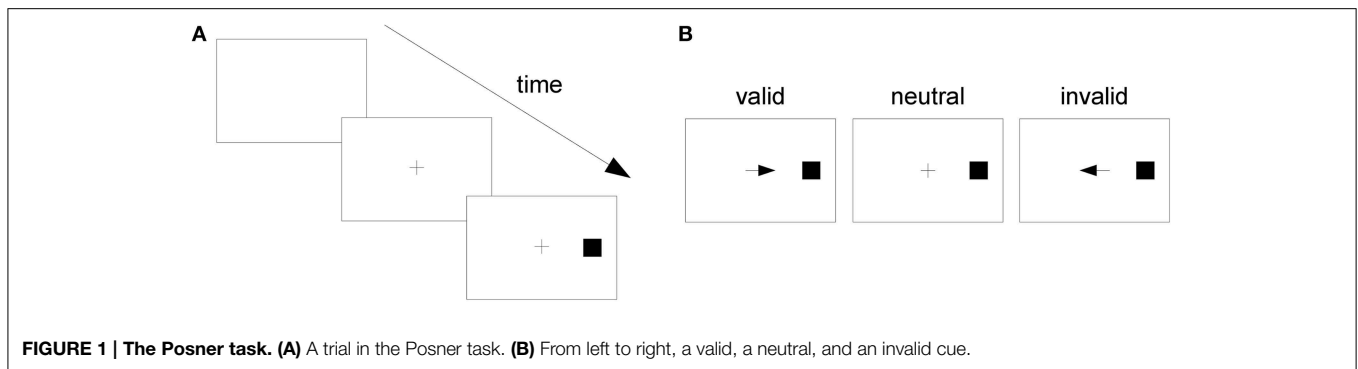 A
B
time
valid neutral invalid
FIGURE 1 | The Posner task. (A) A trial in the Posner task. (B) From left to right, a valid, a neutral, and an invalid cue.